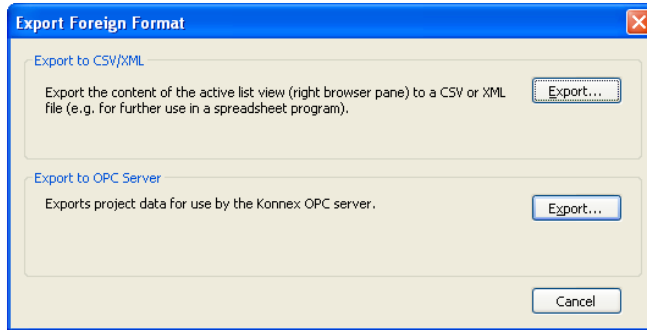 Export Foreign Format
Export to CSV/XML
Export the content of the active list view (right browser pane) to a CSV or XML
file (e.g. for further use in a spreadsheet program).
Export...
Export to OPC Server
Exports project data for use by the Konnex OPC server.
Export...
Cancel